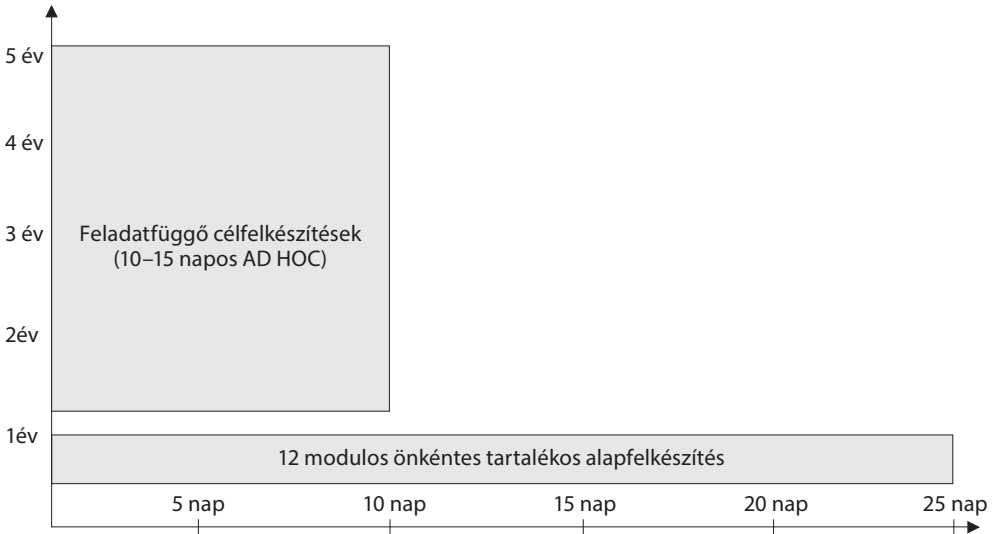 5 év
4 év
3 év
Feladatfüggő célfelkészítések
(10–15 napos AD HOC)
2év
1év
12 modulos önkéntes tartalékos alapfelkészítés
5 nap
10 nap
15 nap
20 nap
25 nap